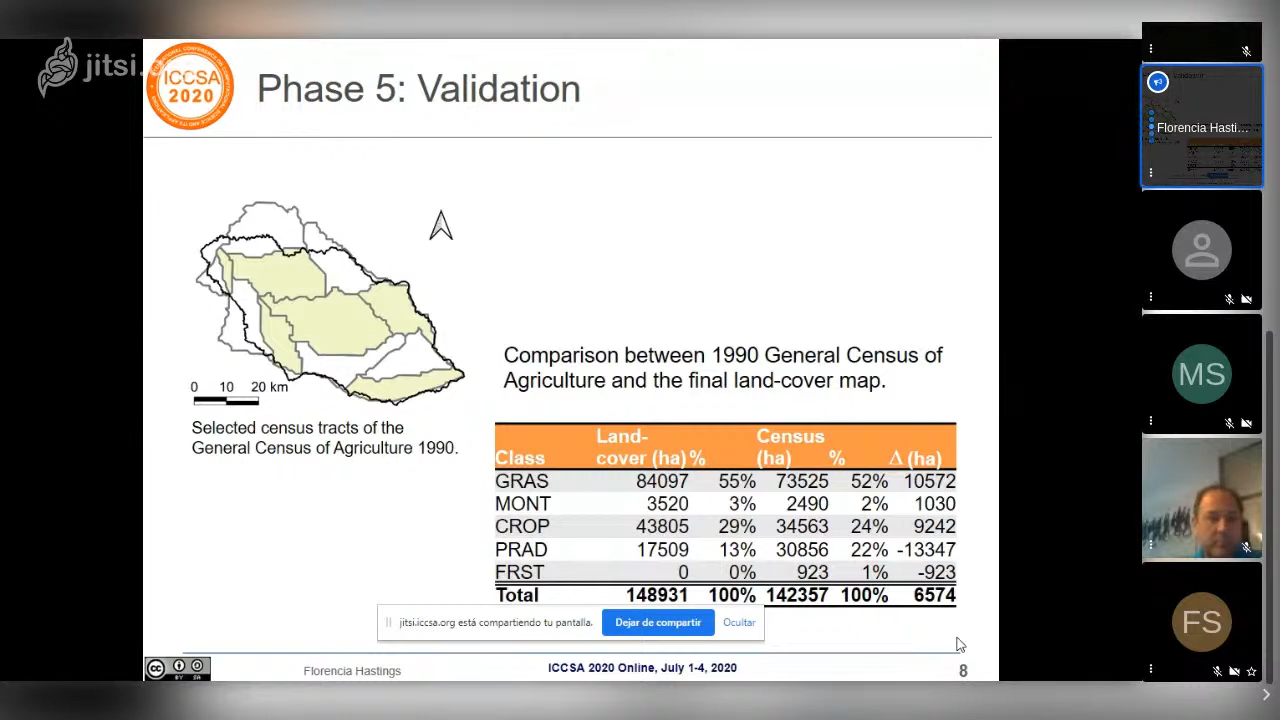 jitsi.o
ICCSA
2020
Phase 5: Validation
0 10 20 km
Selected census tracts of the
General Census of Agriculture 1990.
Comparison between 1990 General Census of
Agriculture and the final land-cover map.
Class Land-cover (ha) % Census (ha) % Δ (ha)
GRAS 84097 55% 73525 52% 10572
MONT 3520 3% 2490 2% 1030
CROP 43805 29% 34563 24% 9242
PRAD 17509 13% 30856 22% -13347
FRST 0 0% 923 1% -923
Total 148931 100% 142357 100% 6574
jitsi.iccsa.org está compartiendo tu pantalla. Dejar de compartir Ocultar
cc BY SA
Florencia Hastings
ICCSA 2020 Online, July 1-4, 2020
8
Florencia Hasti...
MS
FS